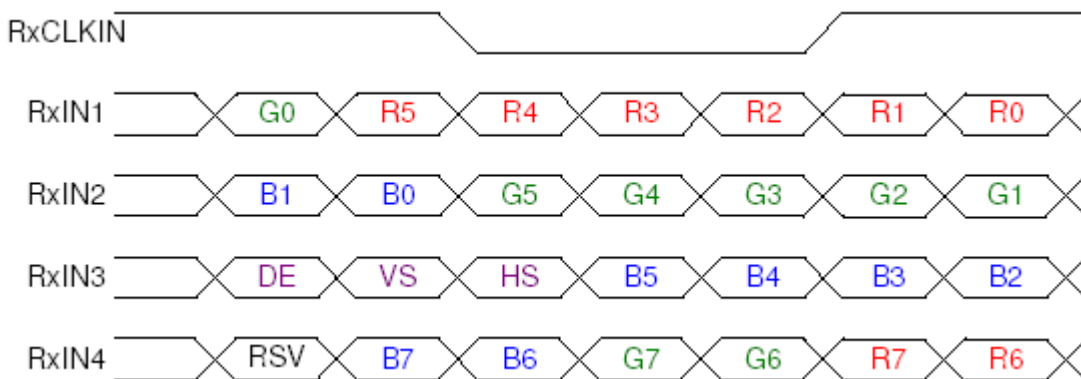 RxCLKIN
RxIN1 G0 R5 R4 R3 R2 R1 R0
RxIN2 B1 B0 G5 G4 G3 G2 G1
RxIN3 DE VS HS B5 B4 B3 B2
RxIN4 RSV B7 B6 G7 G6 R7 R6